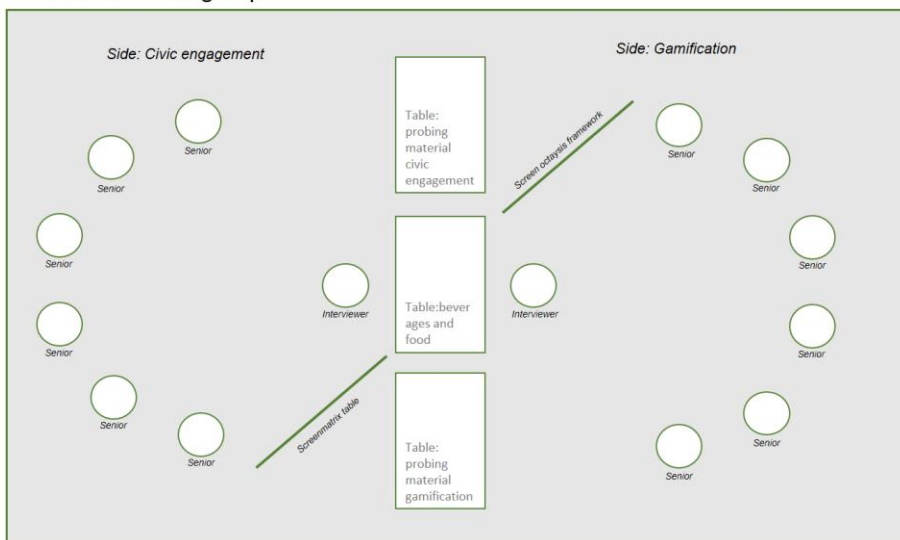 Side: Civic engagement
Side: Gamification
Table:
probing
material
civic
engagement
Screen octaysis framework
Senior
Senior
Senior
Senior
Senior
Senior
Interviewer
Table:bever
ages and
food
Interviewer
Senior
Senior
Senior
Senior
Senior
Senior
Screenmatrix table
Table:
probing
material
gamification